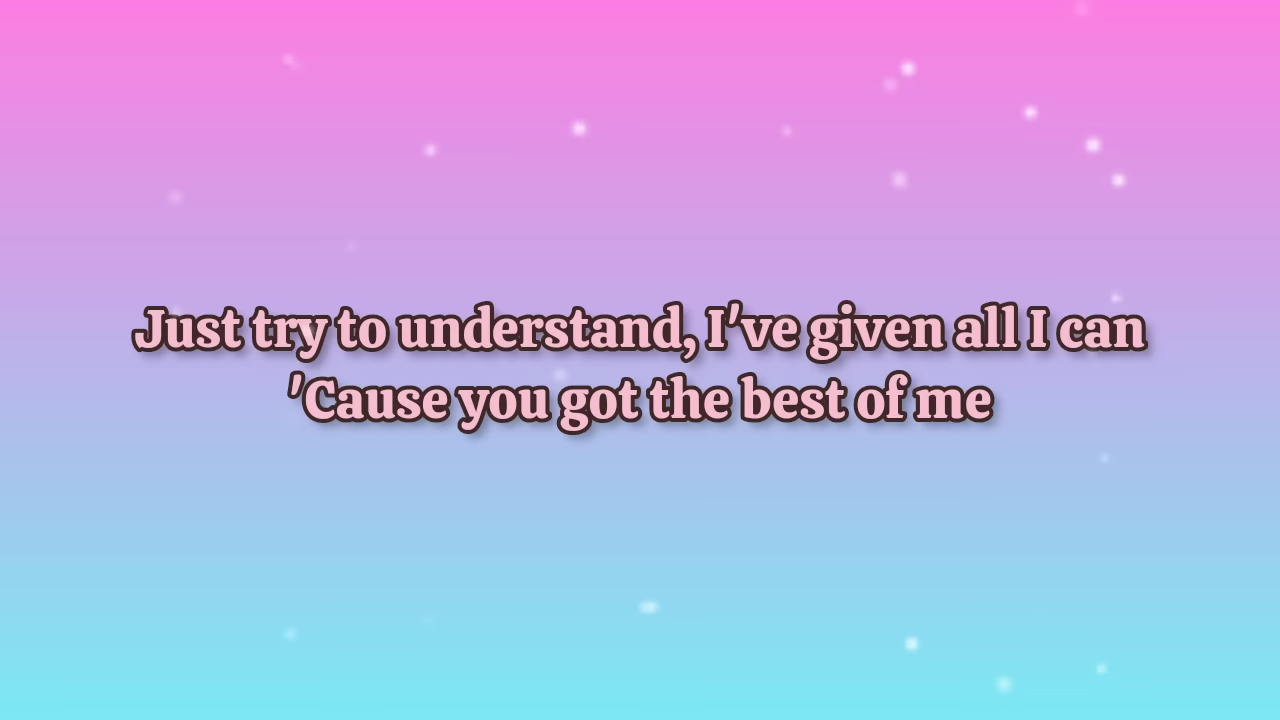 Just try to understand, I've given all I can
'Cause you got the best of me